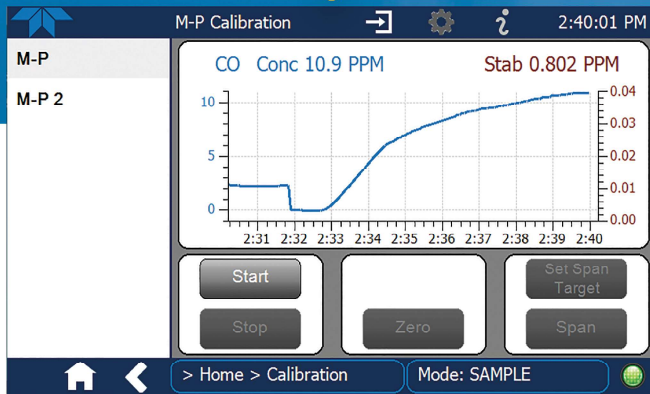 M-P Calibration
2:40:01 PM
M-P
M-P 2
CO Conc 10.9 PPM
Stab 0.802 PPM
10
5
0
0.04
0.03
0.02
0.01
0.00
2:31 2:32 2:33 2:34 2:35 2:36 2:37 2:38 2:39 2:40
Start
Stop
Zero
Set Span
Target
Span
> Home > Calibration
Mode: SAMPLE